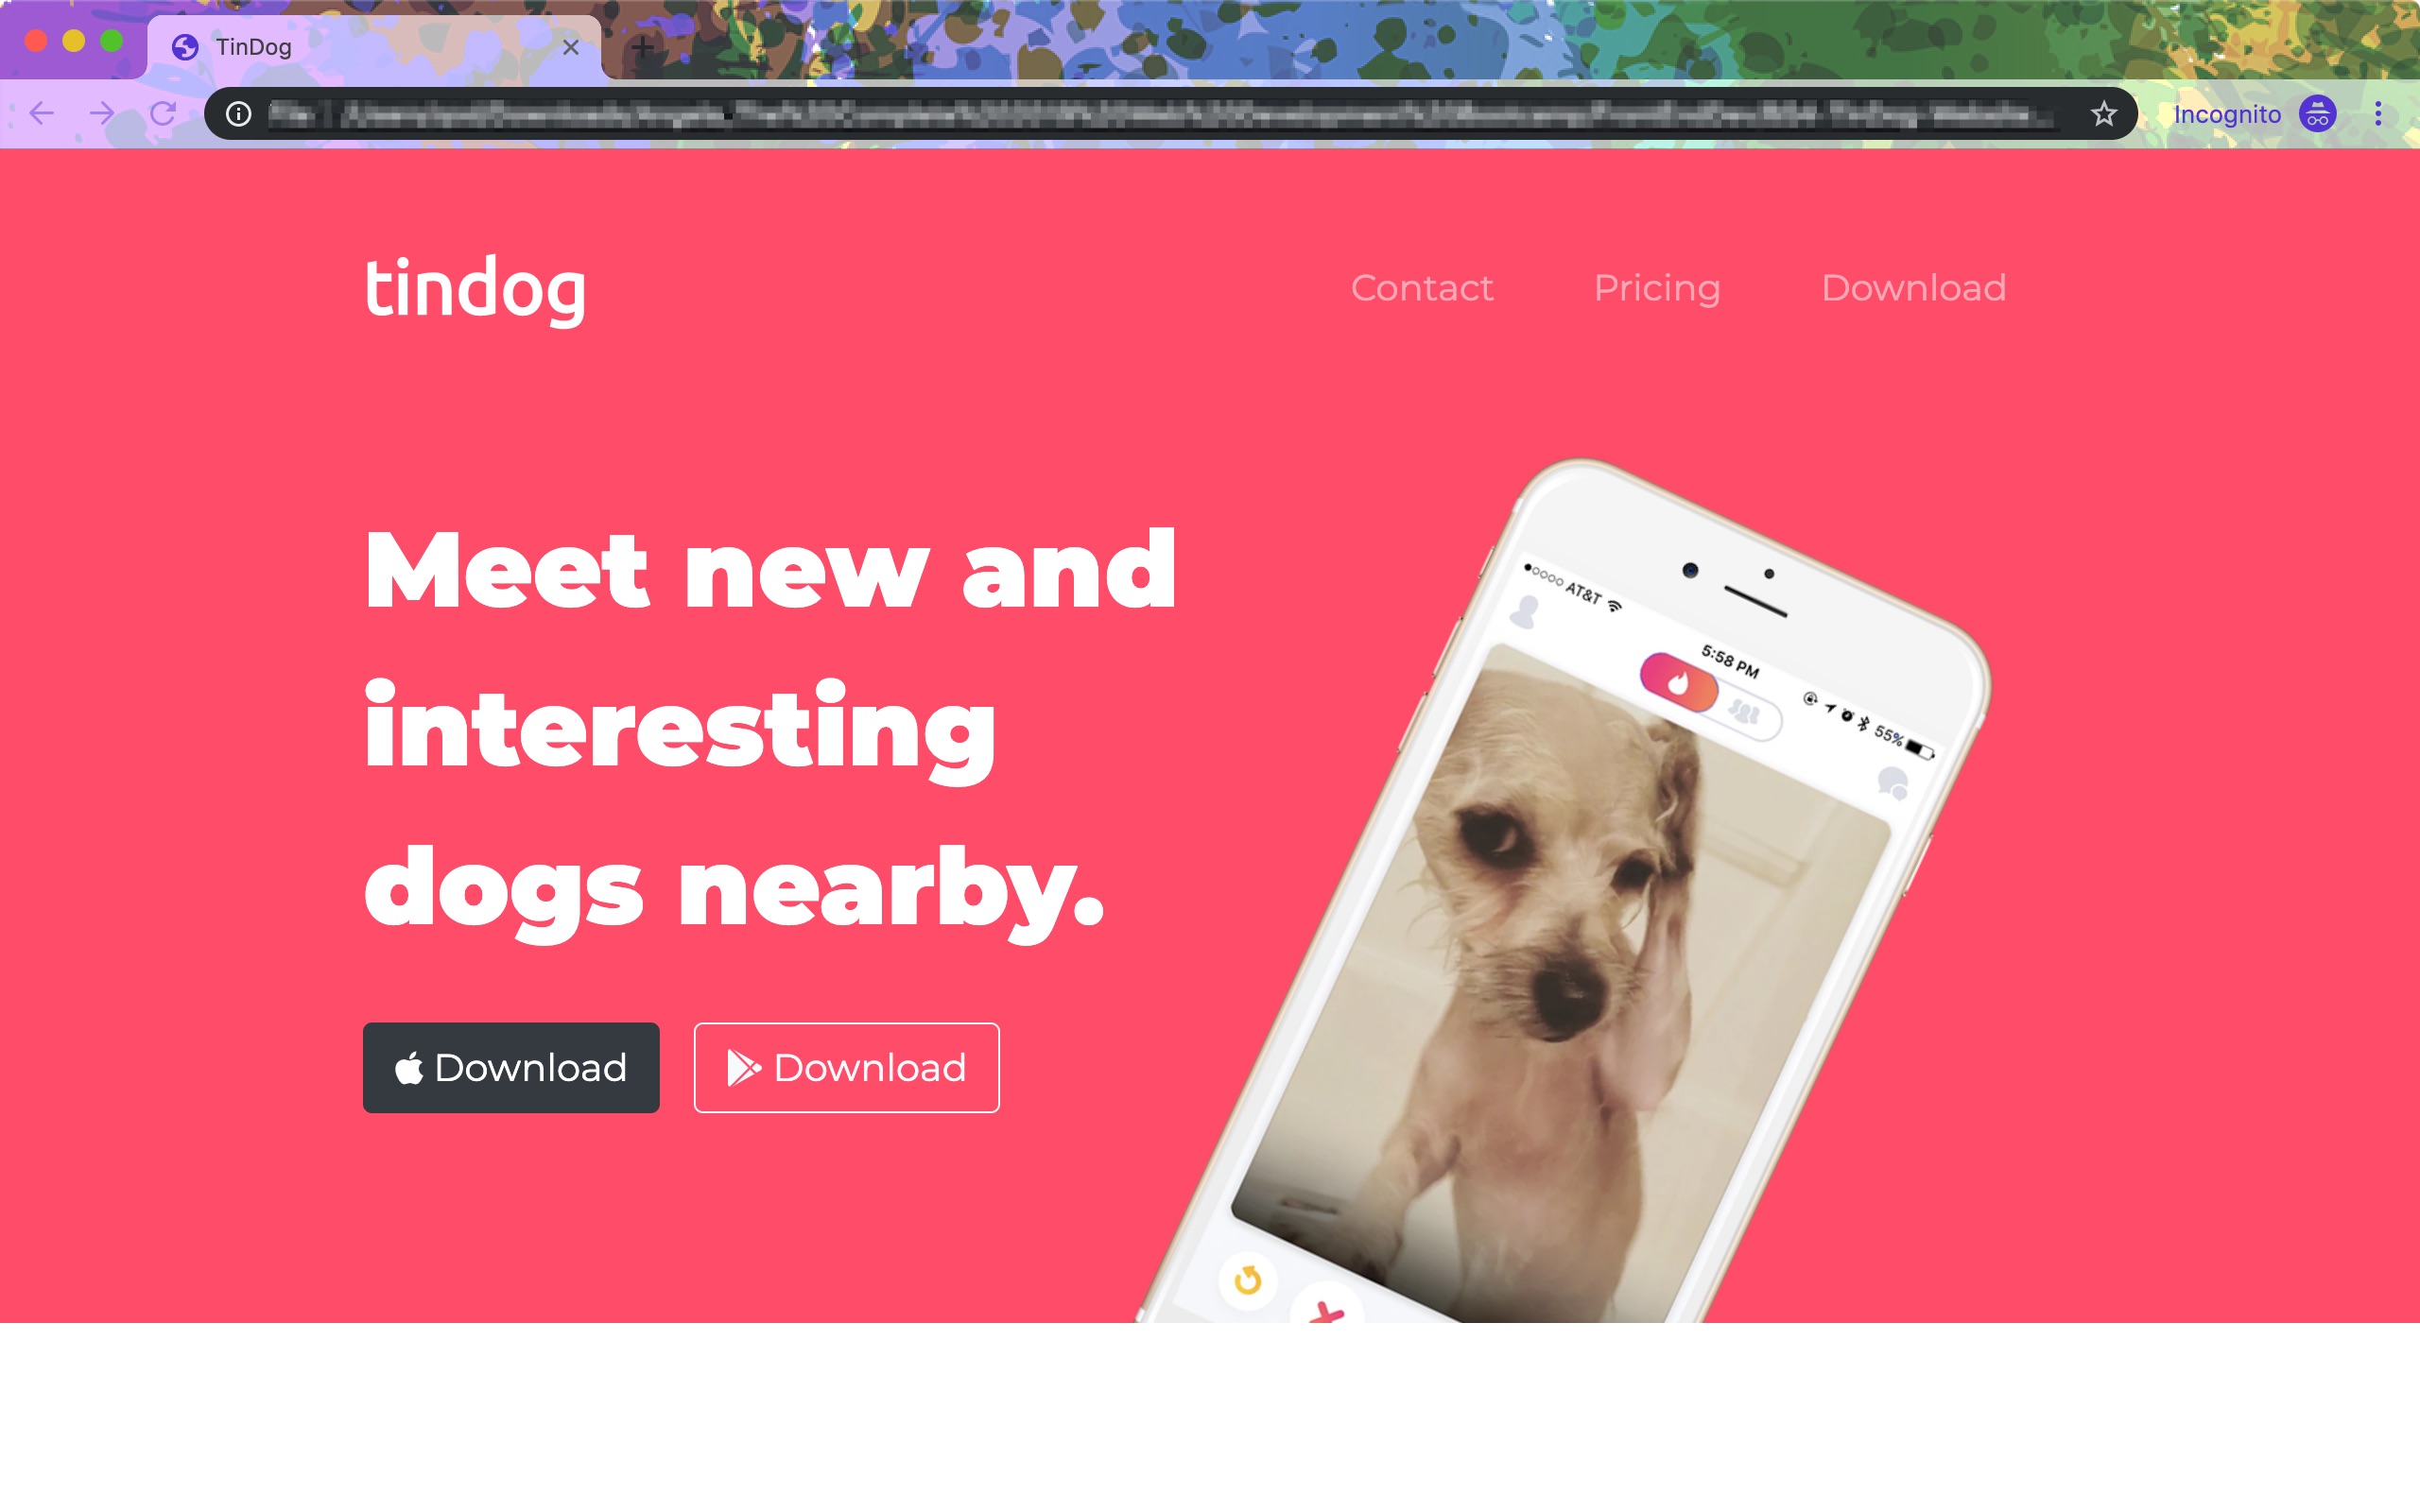 TinDog
Incognito
tindog
Contact
Pricing
Download
Meet new and
interesting
dogs nearby.
Download
Download
AT&T
5:58 PM
55%